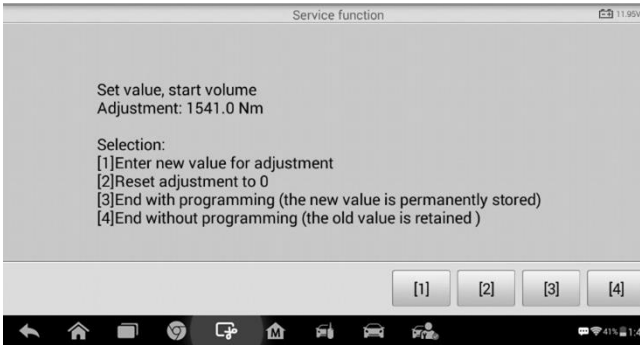 Service function
11.95V
Set value, start volume
Adjustment: 1541.0 Nm
Selection:
[1]Enter new value for adjustment
[2]Reset adjustment to 0
[3]End with programming (the new value is permanently stored)
[4]End without programming (the old value is retained )
[1] [2] [3] [4]
M 41% 1:4